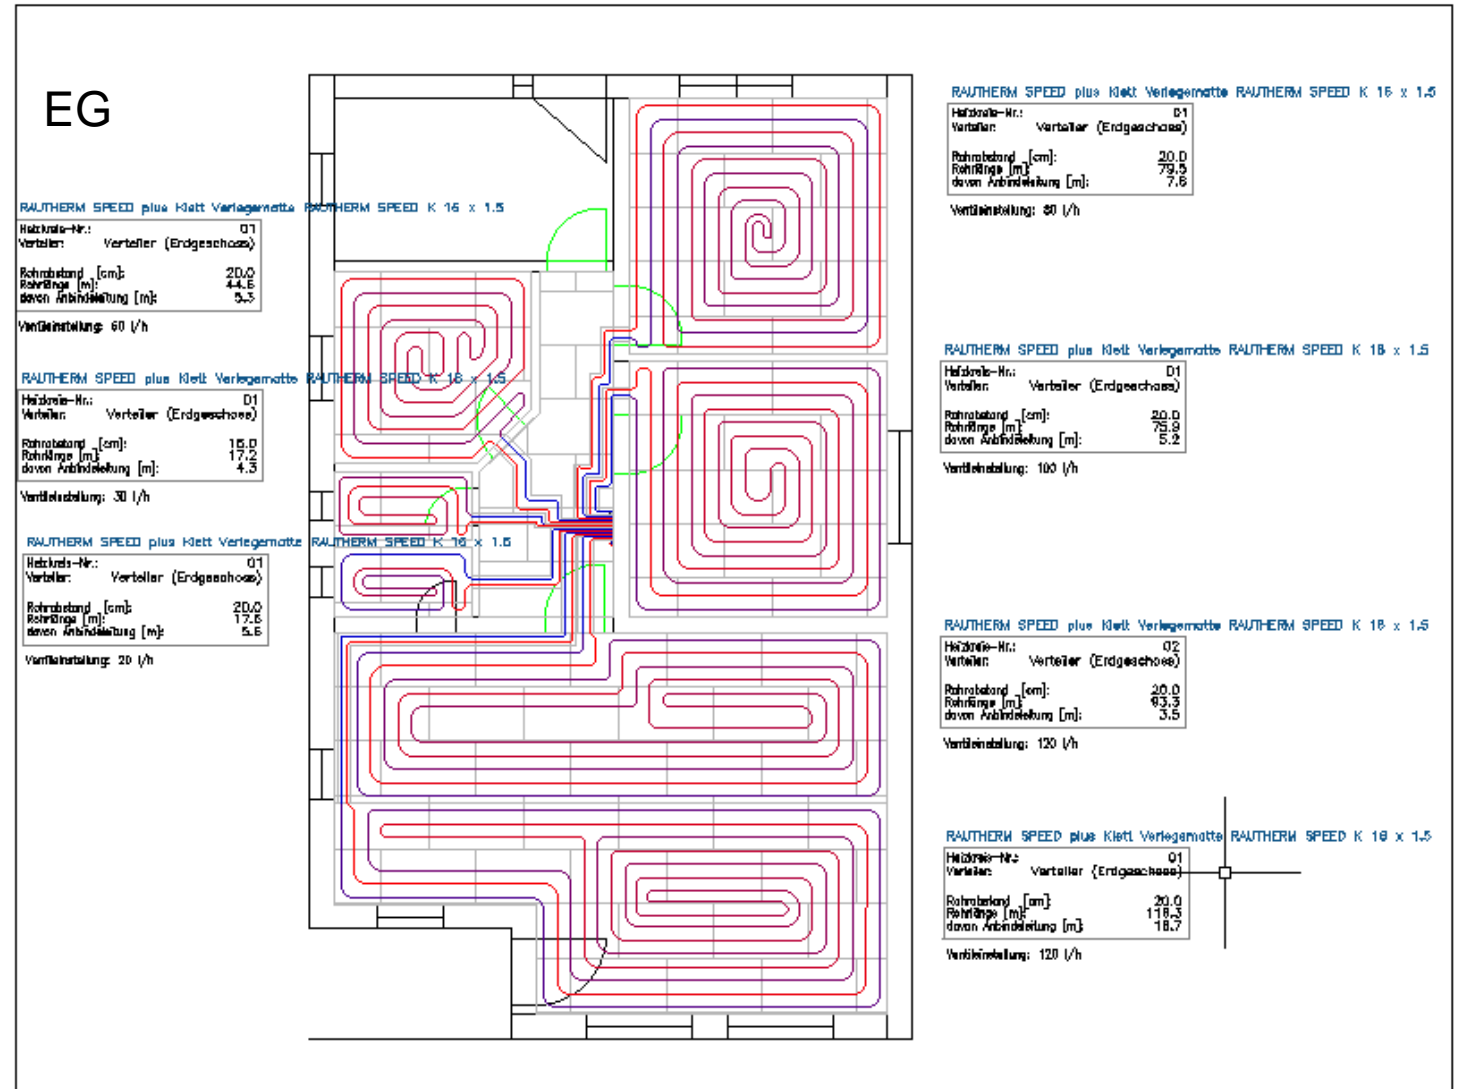 EG
RAUTHERM SPEED plus Klett Verlegematte RAUTHERM SPEED K 16 x 1.5
Heizkreis-Nr.: 01
Verteiler: Verteiler (Erdgeschoss)
Rohrabstand [cm]: 20.0
Rohrlänge [m]: 44.6
davon Anbindeleitung [m]: 5.3
Ventileinstellung: 60 l/h
RAUTHERM SPEED plus Klett Verlegematte RAUTHERM SPEED K 16 x 1.5
Heizkreis-Nr.: 01
Verteiler: Verteiler (Erdgeschoss)
Rohrabstand [cm]:
Rohrlänge [m]: 17.2
davon Anbindeleitung [m]: 4.3
Ventileinstellung: 30 l/h
RAUTHERM SPEED plus Klett Verlegematte RAUTHERM SPEED K 16 x 1.5
Heizkreis-Nr.: 01
Verteiler: Verteiler (Erdgeschoss)
Rohrabstand [cm]: 20.0
Rohrlänge [m]: 17.6
davon Anbindeleitung [m]: 5.6
Ventileinstellung: 20 l/h
RAUTHERM SPEED plus Klett Verlegematte RAUTHERM SPEED K 16 x 1.5
Heizkreis-Nr.: 01
Verteiler: Verteiler (Erdgeschoss)
Rohrabstand [cm]: 20.0
Rohrlänge [m]: 79.5
davon Anbindeleitung [m]: 7.6
Ventileinstellung: 80 l/h
RAUTHERM SPEED plus Klett Verlegematte RAUTHERM SPEED K 16 x 1.5
Heizkreis-Nr.: 01
Verteiler: Verteiler (Erdgeschoss)
Rohrabstand [cm]: 20.0
Rohrlänge [m]: 75.9
davon Anbindeleitung [m]: 5.2
Ventileinstellung: 100 l/h
RAUTHERM SPEED plus Klett Verlegematte RAUTHERM SPEED K 16 x 1.5
Heizkreis-Nr.: 02
Verteiler: Verteiler (Erdgeschoss)
Rohrabstand [cm]: 20.0
Rohrlänge [m]:
davon Anbindeleitung [m]: 3.5
Ventileinstellung: 120 l/h
RAUTHERM SPEED plus Klett Verlegematte RAUTHERM SPEED K 16 x 1.5
Heizkreis-Nr.: 01
Verteiler: Verteiler (Erdgeschoss)
Rohrabstand [cm]: 20.0
Rohrlänge [m]:
davon Anbindeleitung [m]:
Ventileinstellung: 120 l/h